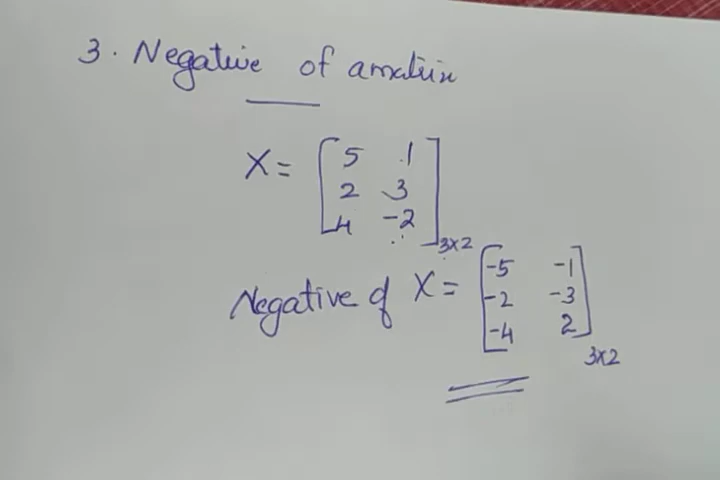 3. Negative of a matrix
X = [5 1
2 3
4 -2] 3x2
Negative of X = [-5 -1
-2 -3
-4 2] 3x2